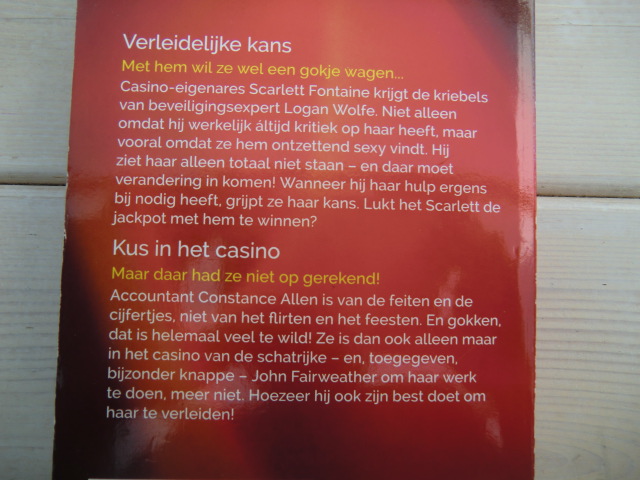 Verleidelijke kans
Met hem wil ze wel een gokje wagen...
Casino-eigenares Scarlett Fontaine krijgt de kriebels
van beveiligingsexpert Logan Wolfe. Niet alleen
omdat hij werkelijk áltijd kritiek op haar heeft, maar
vooral omdat ze hem ontzettend sexy vindt. Hij
ziet haar alleen totaal niet staan – en daar moet
verandering in komen! Wanneer hij haar hulp ergens
bij nodig heeft, grijpt ze haar kans. Lukt het Scarlett de
jackpot met hem te winnen?
Kus in het casino
Maar daar had ze niet op gerekend!
Accountant Constance Allen is van de feiten en de
cijfertjes, niet van het flirten en het feesten. En gokken,
dat is helemaal veel te wild! Ze is dan ook alleen maar
in het casino van de schatrijke – en, toegegeven,
bijzonder knappe – John Fairweather om haar werk
te doen, meer niet. Hoezeer hij ook zijn best doet om
haar te verleiden!